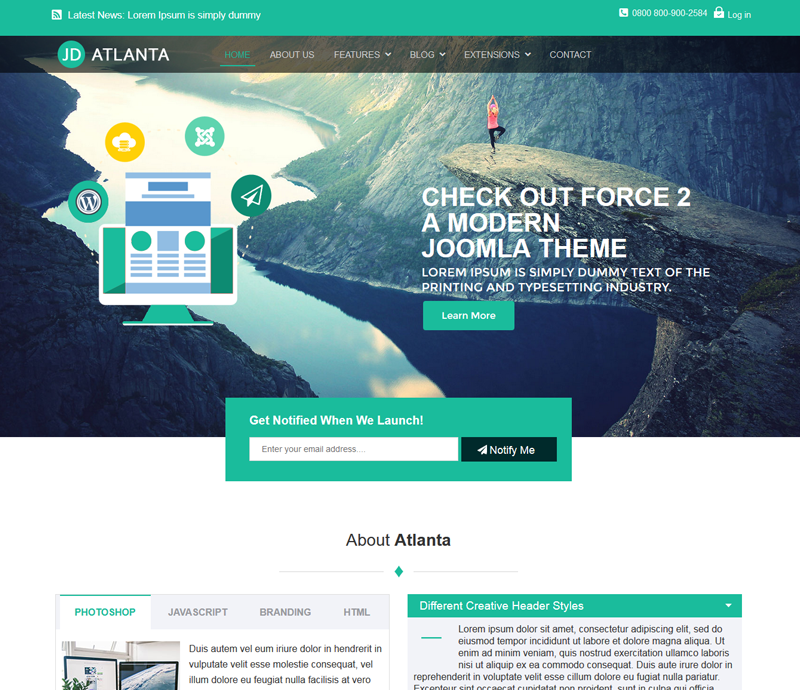 Latest News: Lorem Ipsum is simply dummy
0800 800-900-2584 Log in
JD ATLANTA
HOME ABOUT US FEATURES BLOG EXTENSIONS CONTACT
CHECK OUT FORCE 2
A MODERN
JOOMLA THEME
LOREM IPSUM IS SIMPLY DUMMY TEXT OF THE
PRINTING AND TYPESETTING INDUSTRY.
Learn More
Get Notified When We Launch!
Enter your email address....
Notify Me
About Atlanta
PHOTOSHOP JAVASCRIPT BRANDING HTML
Duis autem vel eum iriure dolor in hendrerit in
vulputate velit esse molestie consequat, vel
illum dolore eu feugiat nulla facilisis at vero
Different Creative Header Styles
Lorem ipsum dolor sit amet, consectetur adipiscing elit, sed do
eiusmod tempor incididunt ut labore et dolore magna aliqua. Ut
enim ad minim veniam, quis nostrud exercitation ullamco laboris
nisi ut aliquip ex ea commodo consequat. Duis aute irure dolor in
reprehenderit in voluptate velit esse cillum dolore eu fugiat nulla pariatur.
Excepteur sint occaecat cupidatat non proident, sunt in culpa qui officia